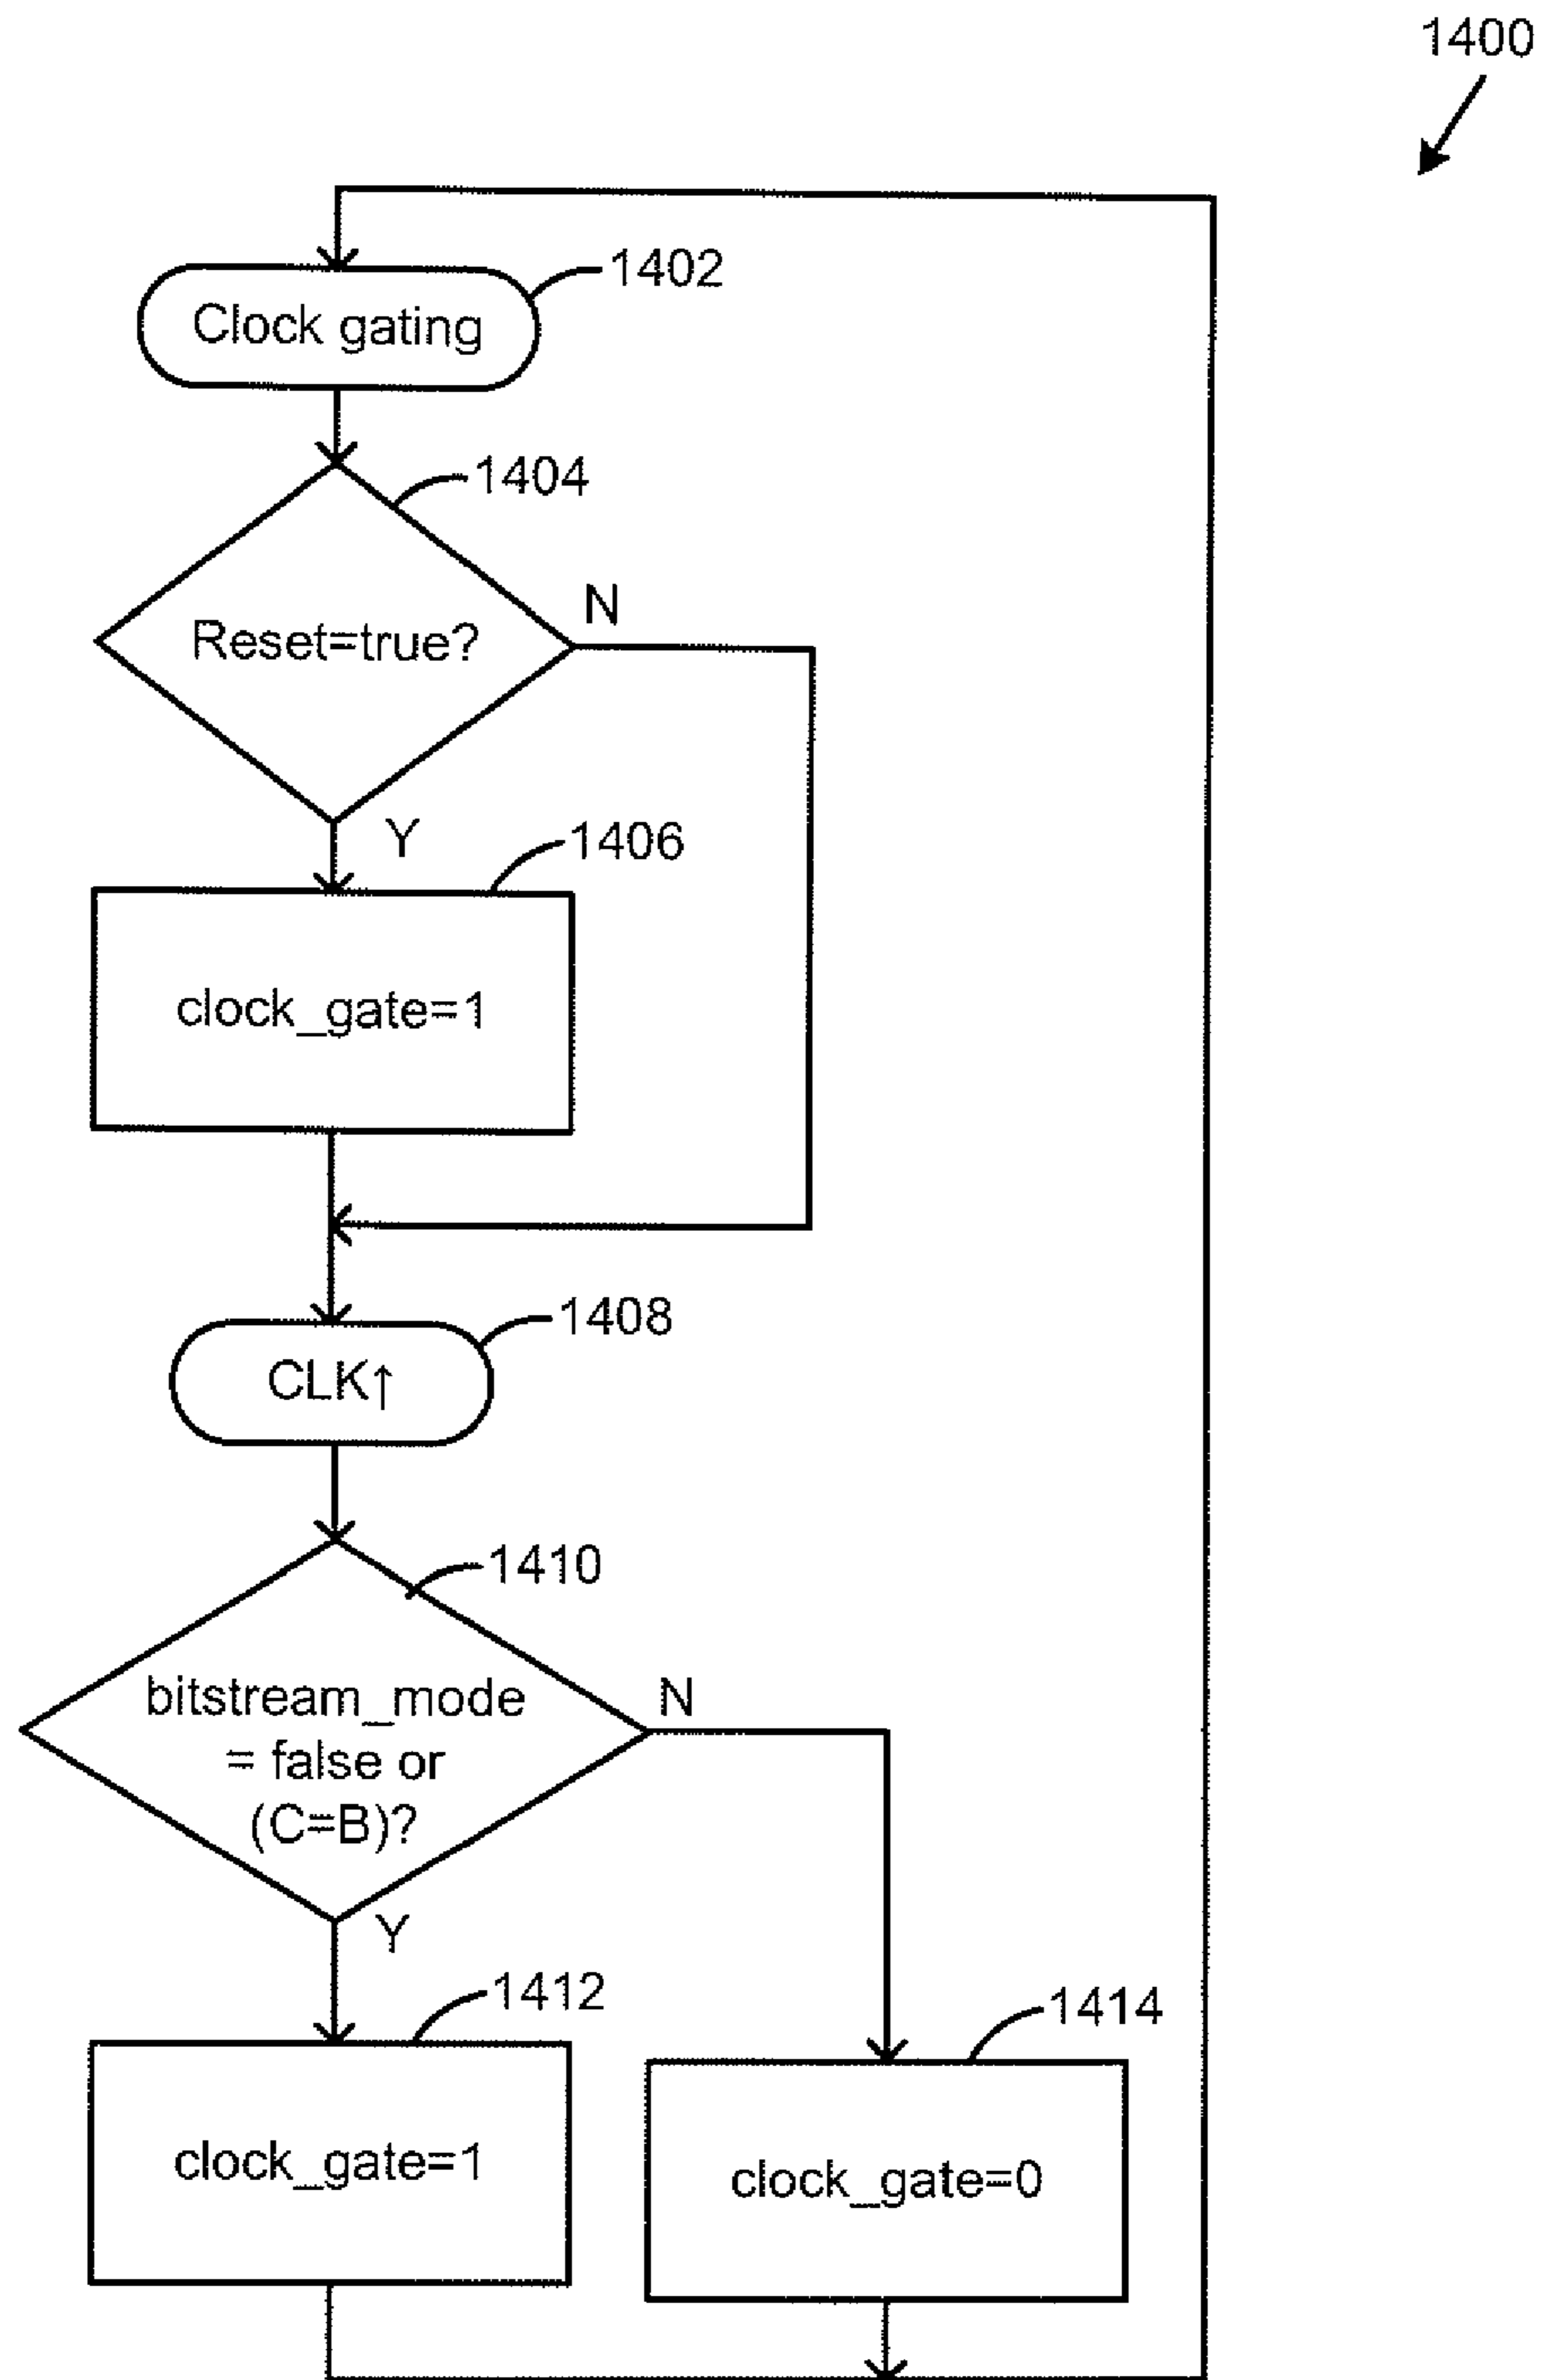 1400
1402
Clock gating
1404
N
Reset=true?
Y
1406
clock_gate=1
1408
CLK↑
1410
bitstream_mode
N
= false or
(C=B)?
Y
1412
1414
clock_gate=1
clock_gate=0